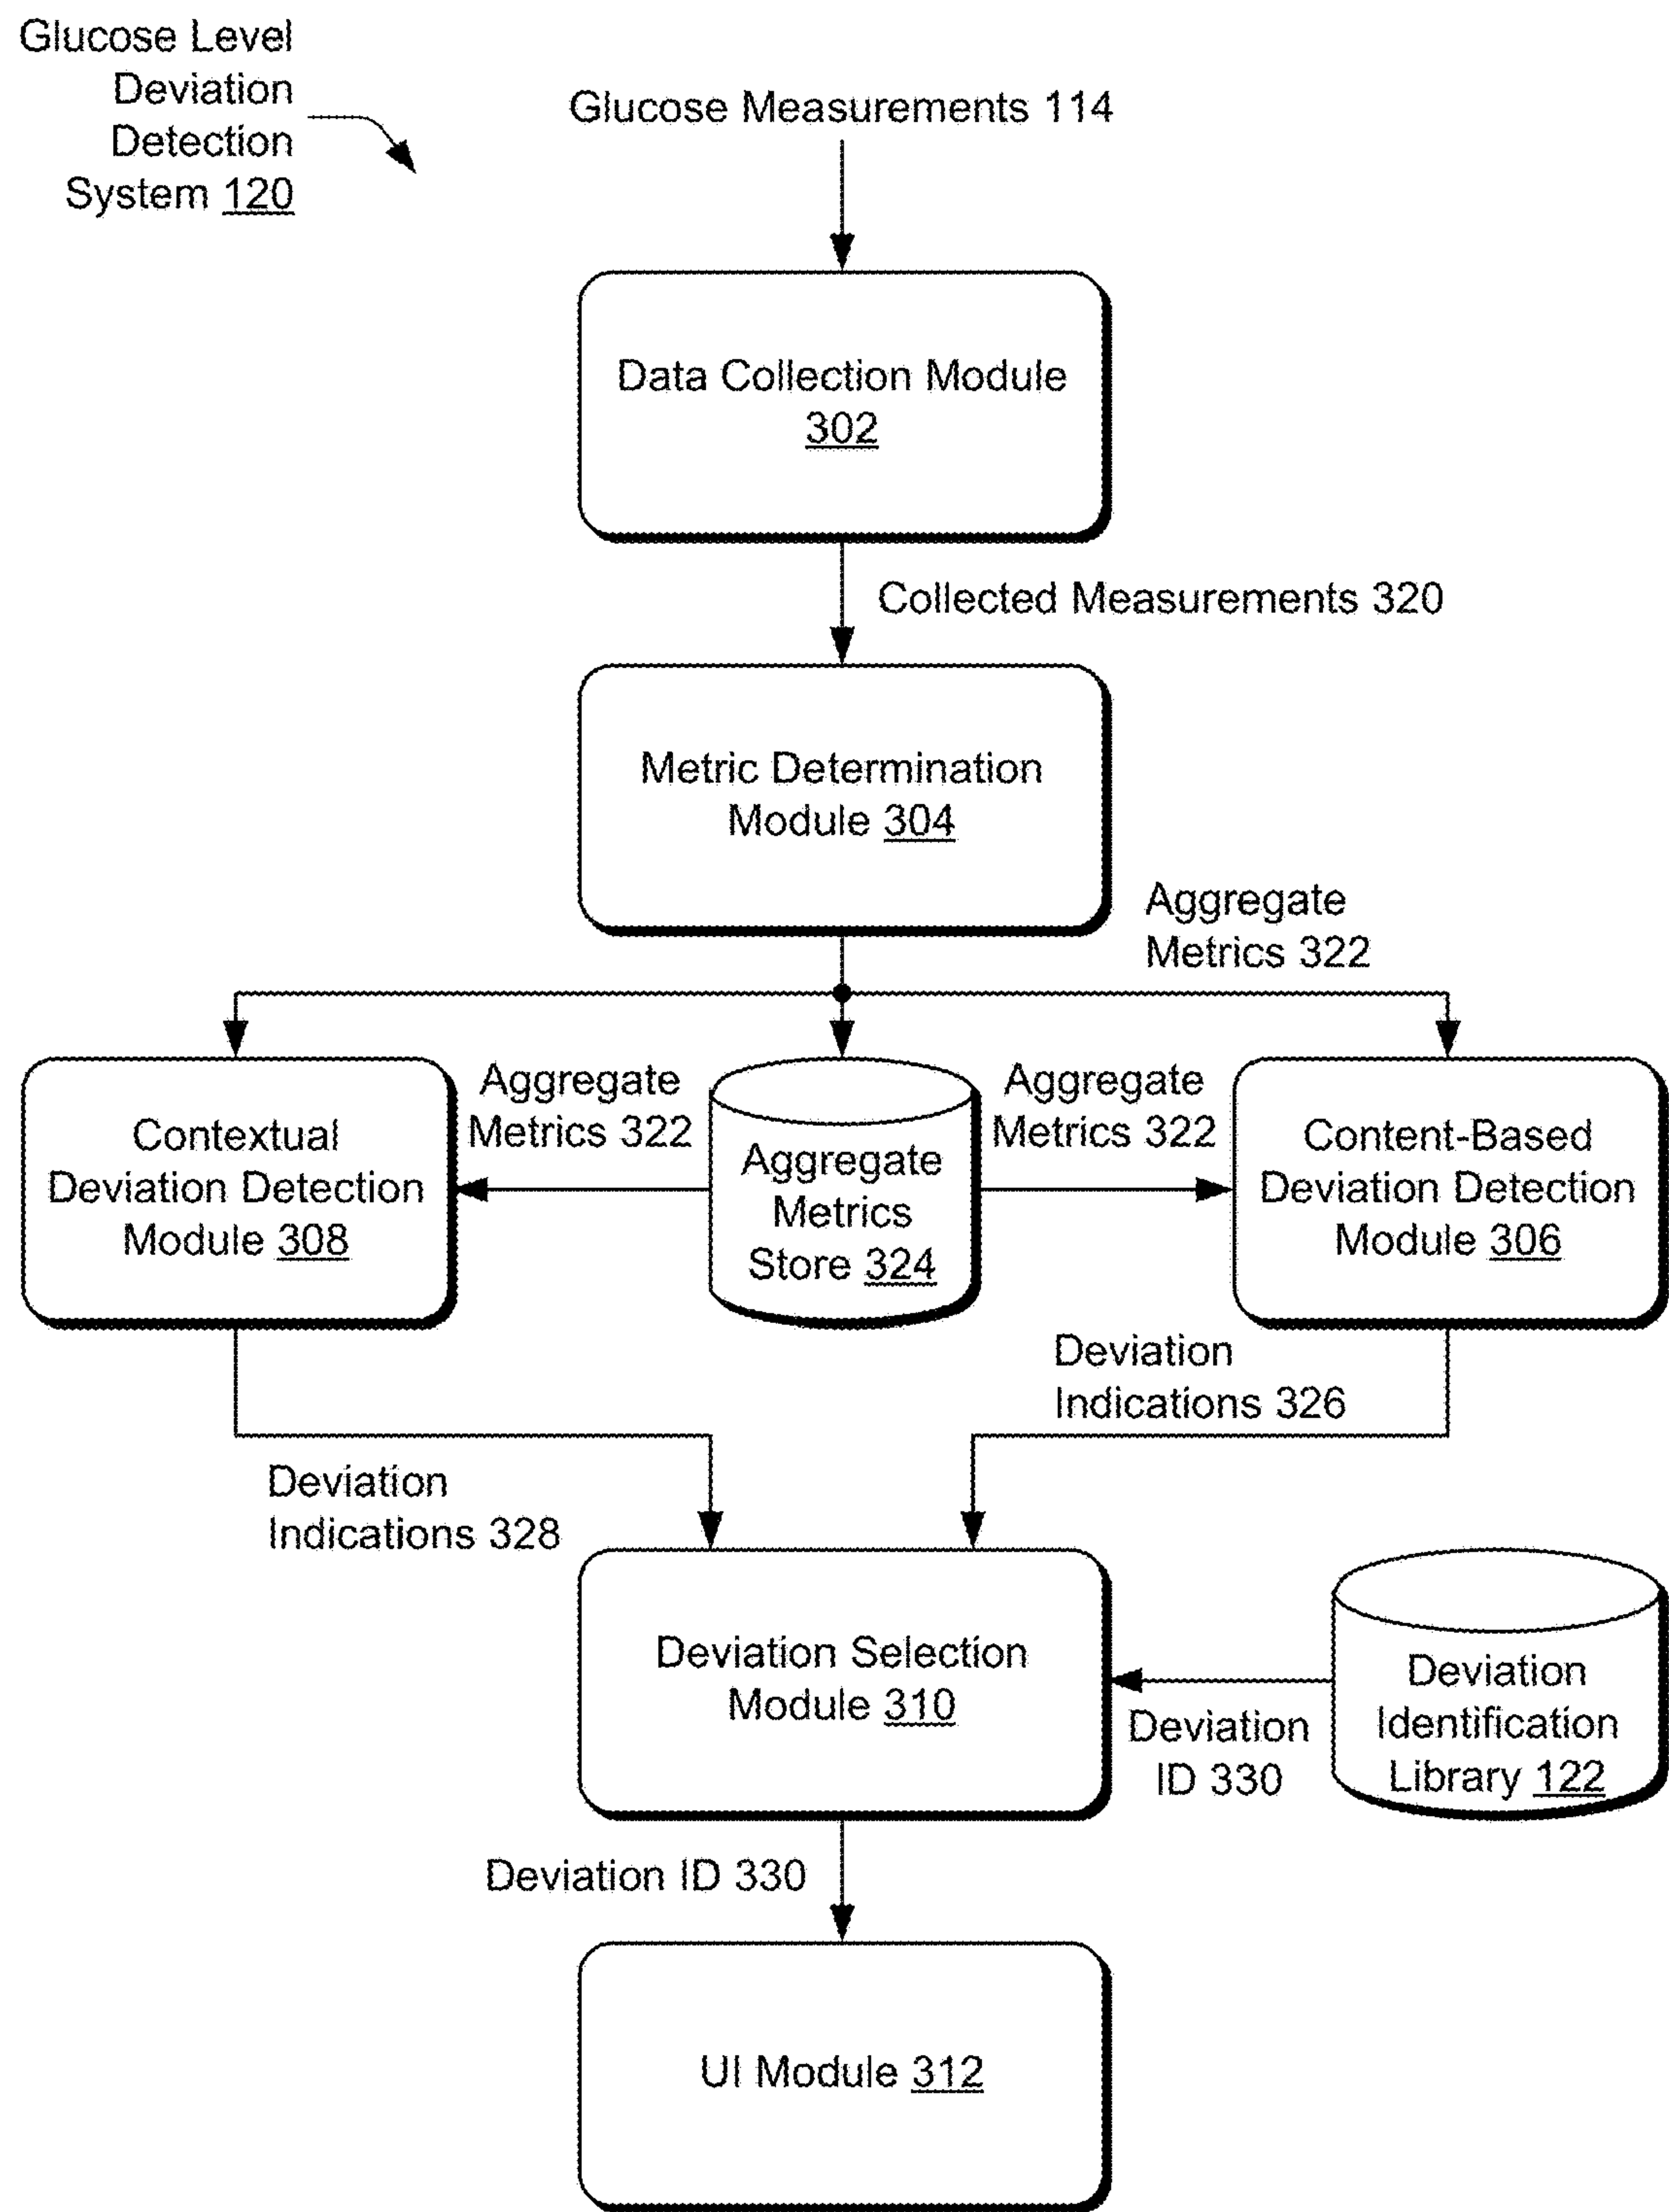 Glucose Level
Deviation
Detection
System 120
Glucose Measurements 114
Data Collection Module
302
Collected Measurements 320
Metric Determination
Module 304
Aggregate
Metrics 322
Contextual
Deviation Detection
Module 308
Aggregate
Metrics 322
Aggregate
Metrics
Store 324
Aggregate
Metrics 322
Content-Based
Deviation Detection
Module 306
Deviation
Indications 326
Deviation
Indications 328
Deviation Selection
Module 310
Deviation
ID 330
Deviation
Identification
Library 122
Deviation ID 330
UI Module 312